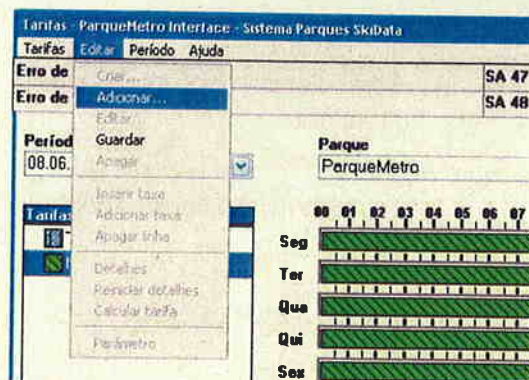 Tarifas - ParqueMetro Interface - Sistema Parques SkiData
Tarifas Editar Período Ajuda
Erro de SA 47
Erro de SA 48
Criar...
Adicionar...
Editar...
Guardar
Apagar
Inserir taxa
Adicionar taxa
Apagar linha
Detalhes
Reiniciar detalhes
Calcular tarifa
Parâmetro
Períod
08.06.
Parque
ParqueMetro
Tarifas
00 01 02 03 04 05 06 07
Seg
Ter
Qua
Qui
Sex